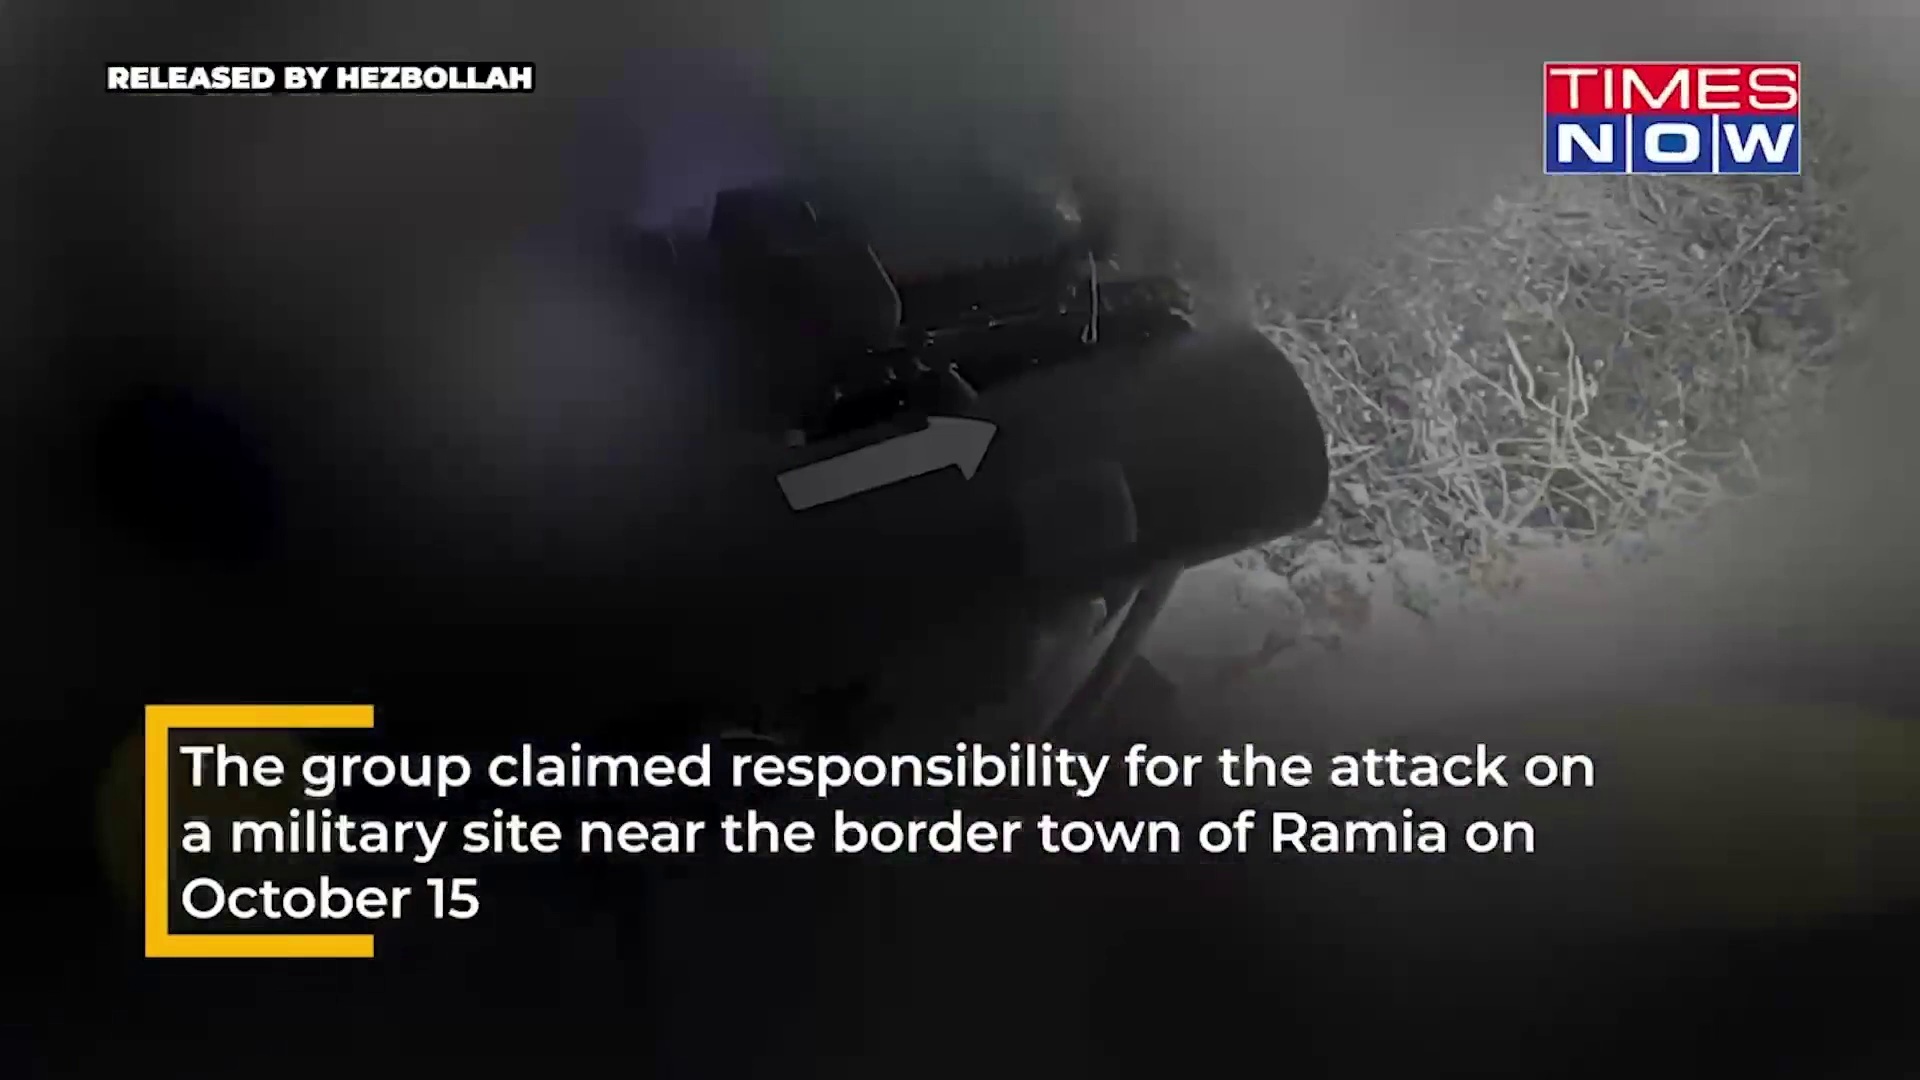 RELEASED BY HEZBOLLAH
TIMES
NOW
The group claimed responsibility for the attack on
a military site near the border town of Ramia on
October 15